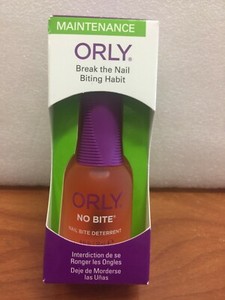 MAINTENANCE
ORLY®
Break the Nail
Biting Habit
ORLY
NO BITE™
NAIL BITE DETERRENT
Interdiction de se
Ronger les Ongles
Deje de Morderse
las Uñas